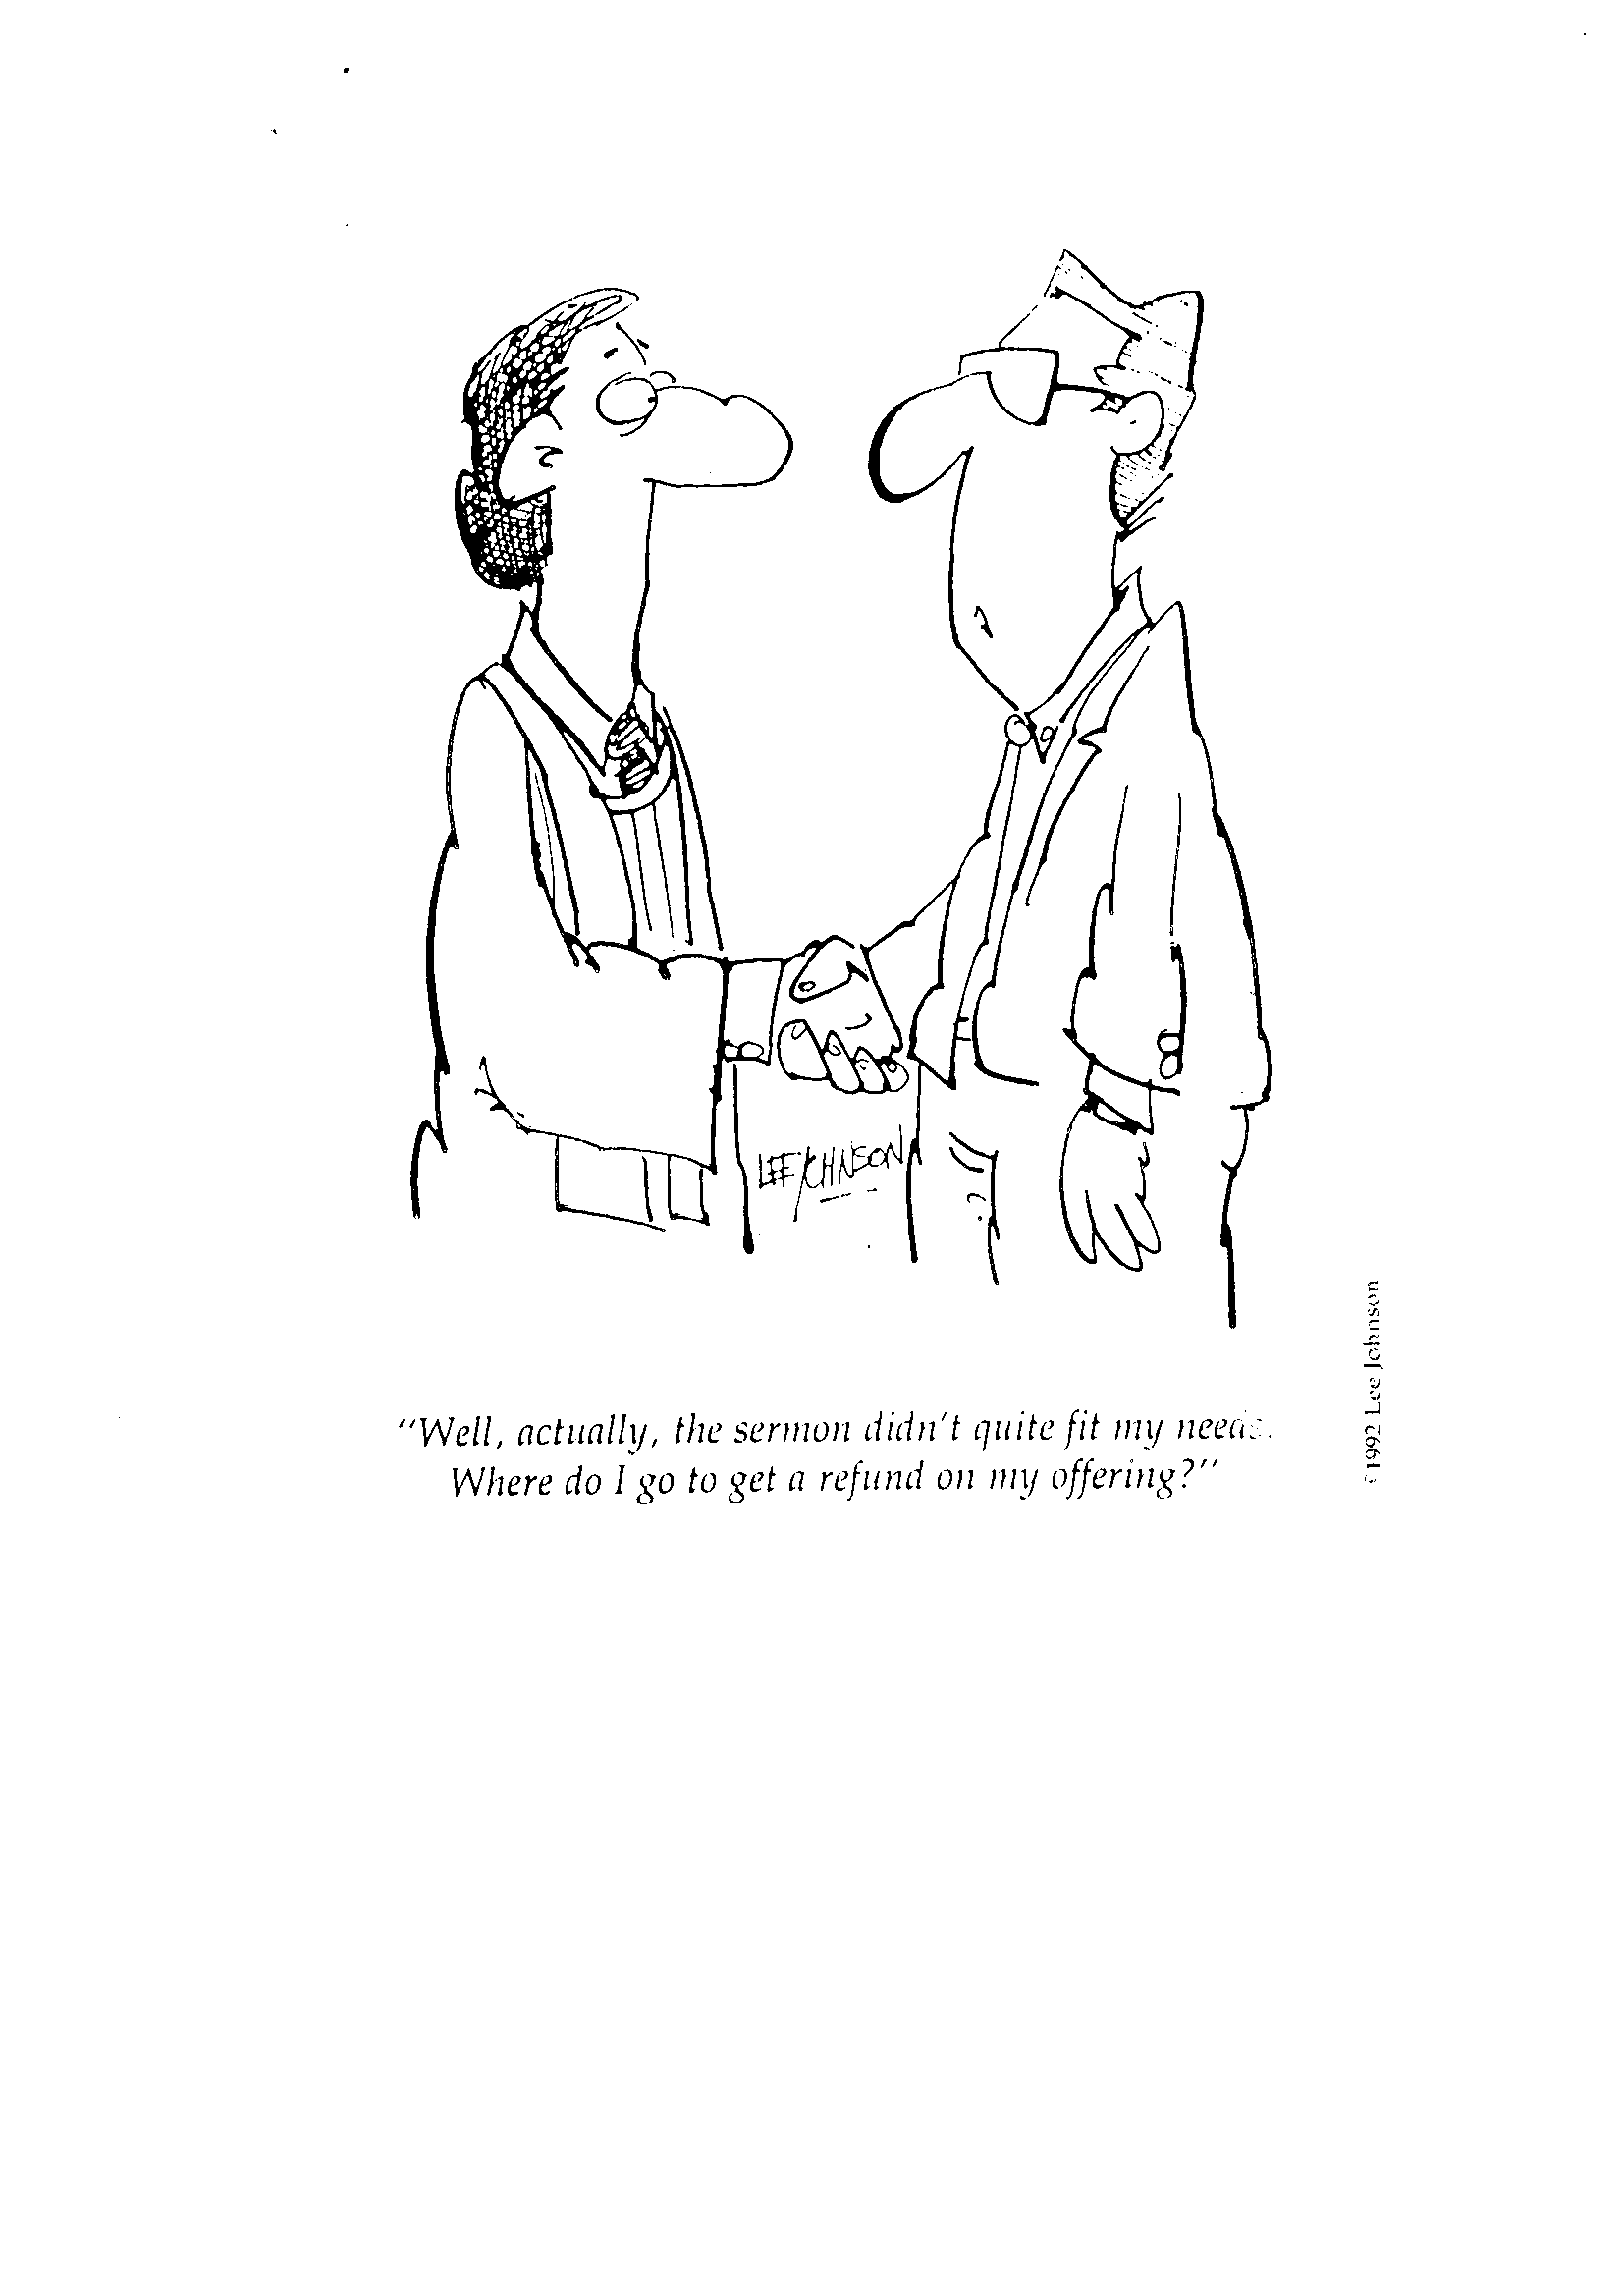 LEE JOHNSON
"Well, actually, the sermon didn't quite fit my needs.
Where do I go to get a refund on my offering?"
©1992 Lee Johnson